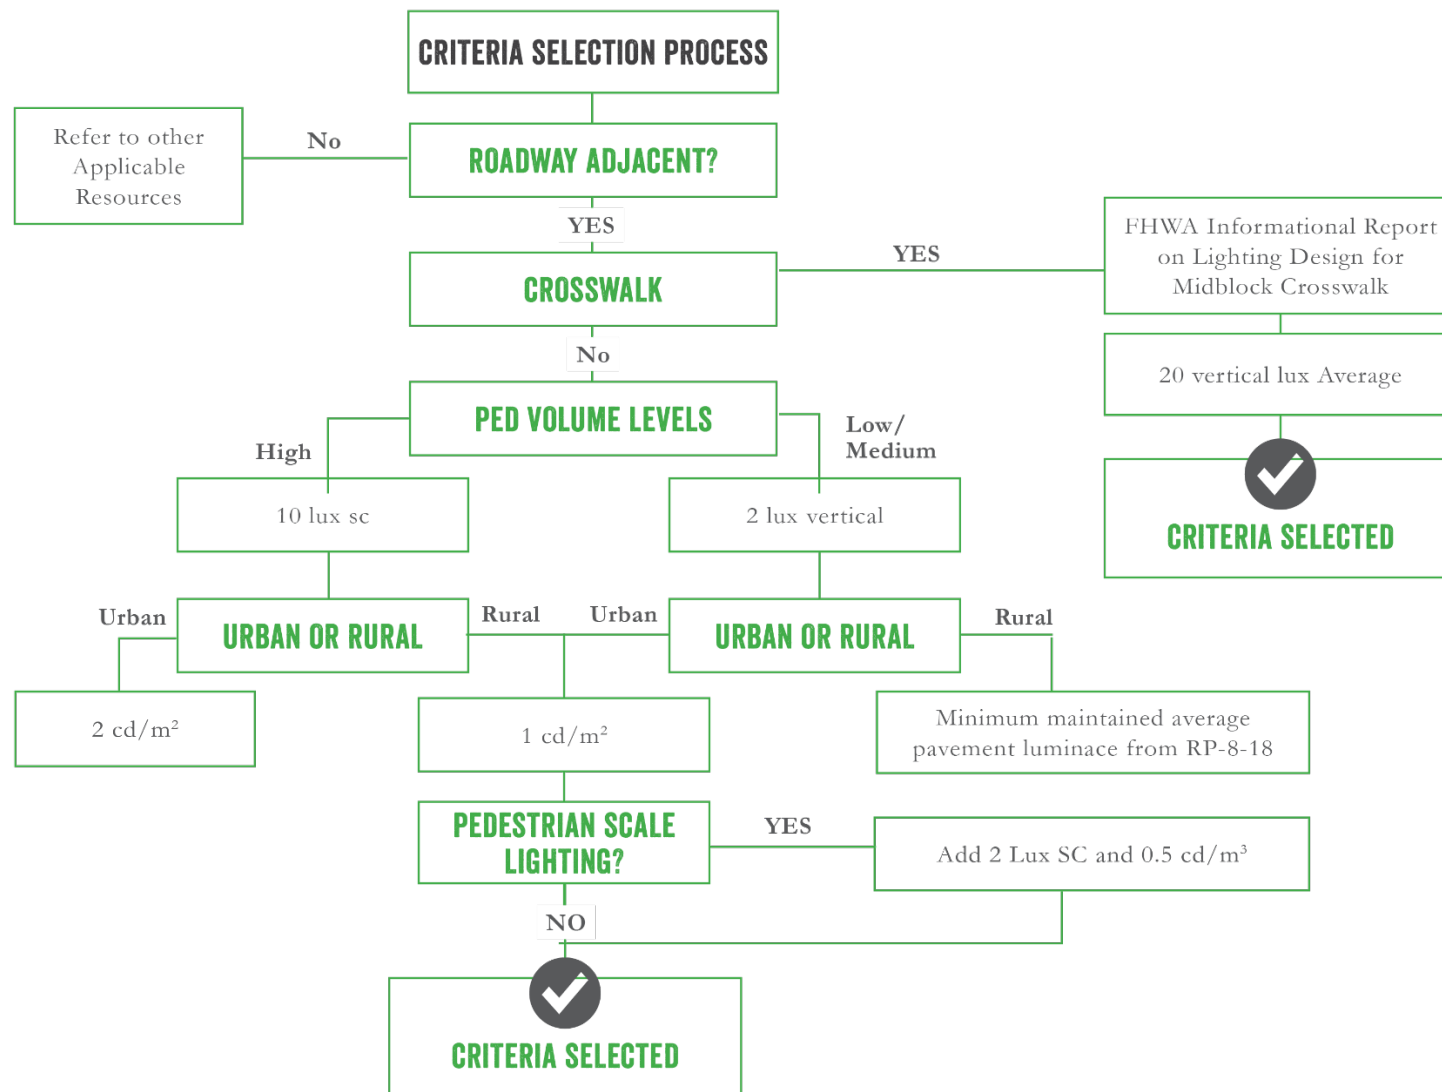 CRITERIA SELECTION PROCESS
Refer to other
Applicable
Resources
No
ROADWAY ADJACENT?
YES
CROSSWALK
YES
FHWA Informational Report
on Lighting Design for
Midblock Crosswalk
No
20 vertical lux Average
PED VOLUME LEVELS
High
Low/
Medium
10 lux sc
2 lux vertical
CRITERIA SELECTED
Urban
URBAN OR RURAL
Rural
Urban
URBAN OR RURAL
Rural
2 cd/m²
1 cd/m²
Minimum maintained average
pavement luminace from RP-8-18
PEDESTRIAN SCALE
LIGHTING?
YES
Add 2 Lux SC and 0.5 cd/m³
NO
CRITERIA SELECTED